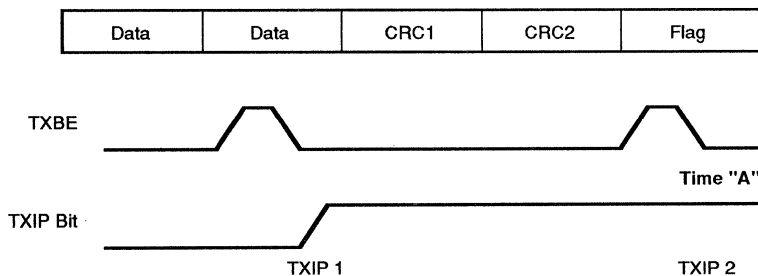 Data Data CRC1 CRC2 Flag
TXBE
Time "A"
TXIP Bit
TXIP 1 TXIP 2